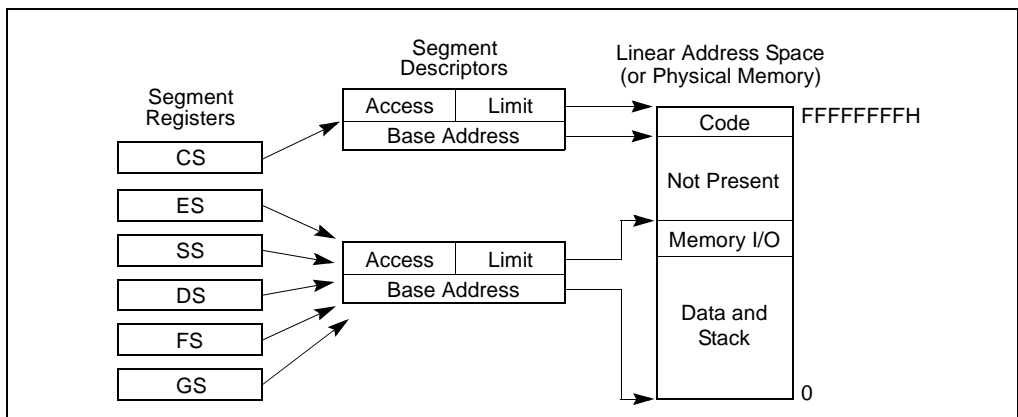 Segment
Registers
CS
ES
SS
DS
FS
GS
Segment
Descriptors
Access Limit
Base Address
Access Limit
Base Address
Linear Address Space
(or Physical Memory)
Code
FFFFFFFFH
Not Present
Memory I/O
Data and
Stack
0